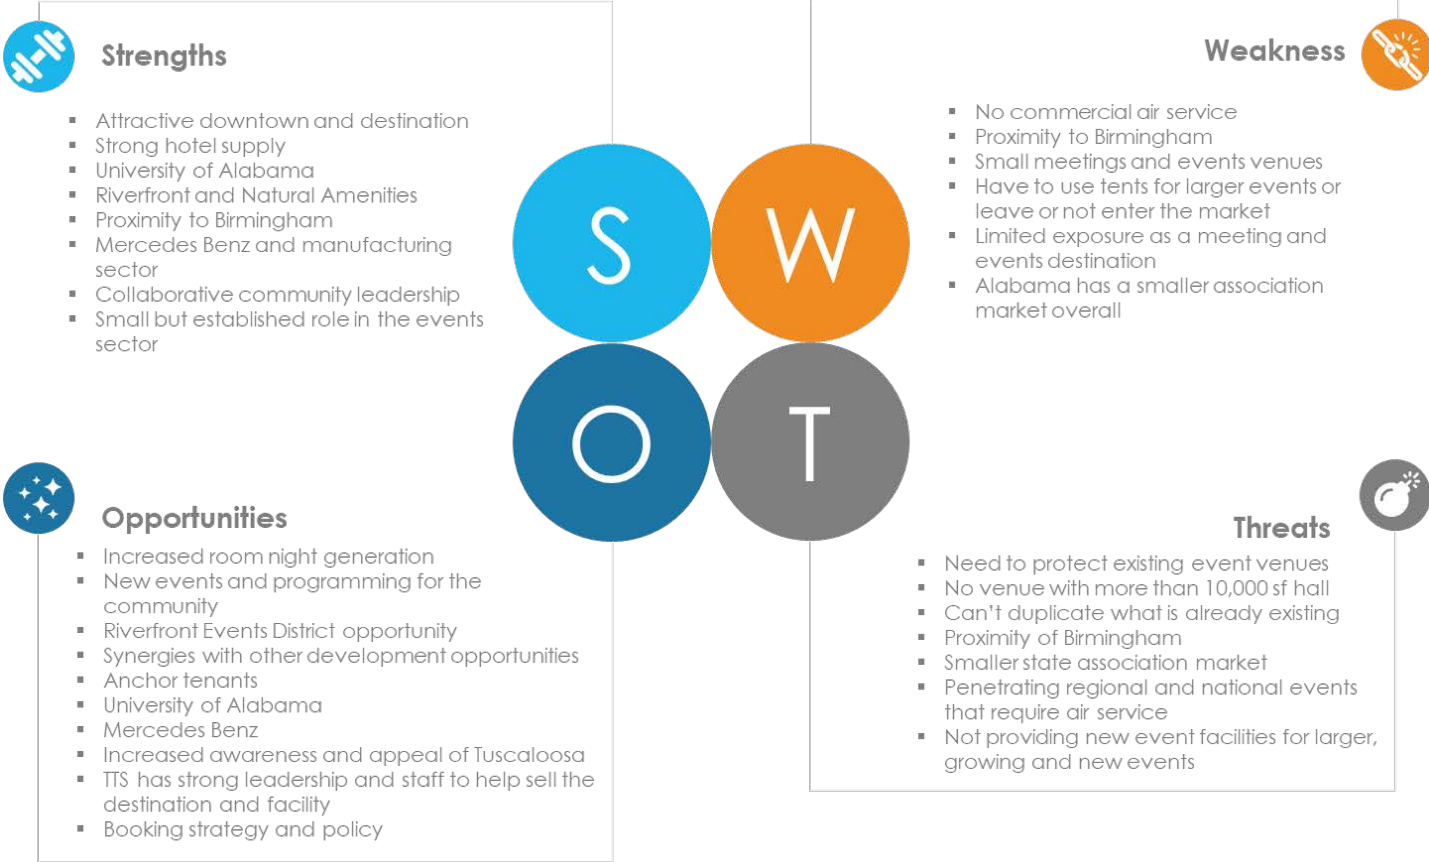 Strengths
▪ Attractive downtown and destination
▪ Strong hotel supply
▪ University of Alabama
▪ Riverfront and Natural Amenities
▪ Proximity to Birmingham
▪ Mercedes Benz and manufacturing
sector
▪ Collaborative community leadership
▪ Small but established role in the events
sector
Weakness
▪ No commercial air service
▪ Proximity to Birmingham
▪ Small meetings and events venues
▪ Have to use tents for larger events or
leave or not enter the market
▪ Limited exposure as a meeting and
events destination
▪ Alabama has a smaller association
market overall
S
W
O
T
Opportunities
▪ Increased room night generation
▪ New events and programming for the
community
▪ Riverfront Events District opportunity
▪ Synergies with other development opportunities
▪ Anchor tenants
▪ University of Alabama
▪ Mercedes Benz
▪ Increased awareness and appeal of Tuscaloosa
▪ TTS has strong leadership and staff to help sell the
destination and facility
▪ Booking strategy and policy
Threats
▪ Need to protect existing event venues
▪ No venue with more than 10,000 sf hall
▪ Can't duplicate what is already existing
▪ Proximity of Birmingham
▪ Smaller state association market
▪ Penetrating regional and national events
that require air service
▪ Not providing new event facilities for larger,
growing and new events